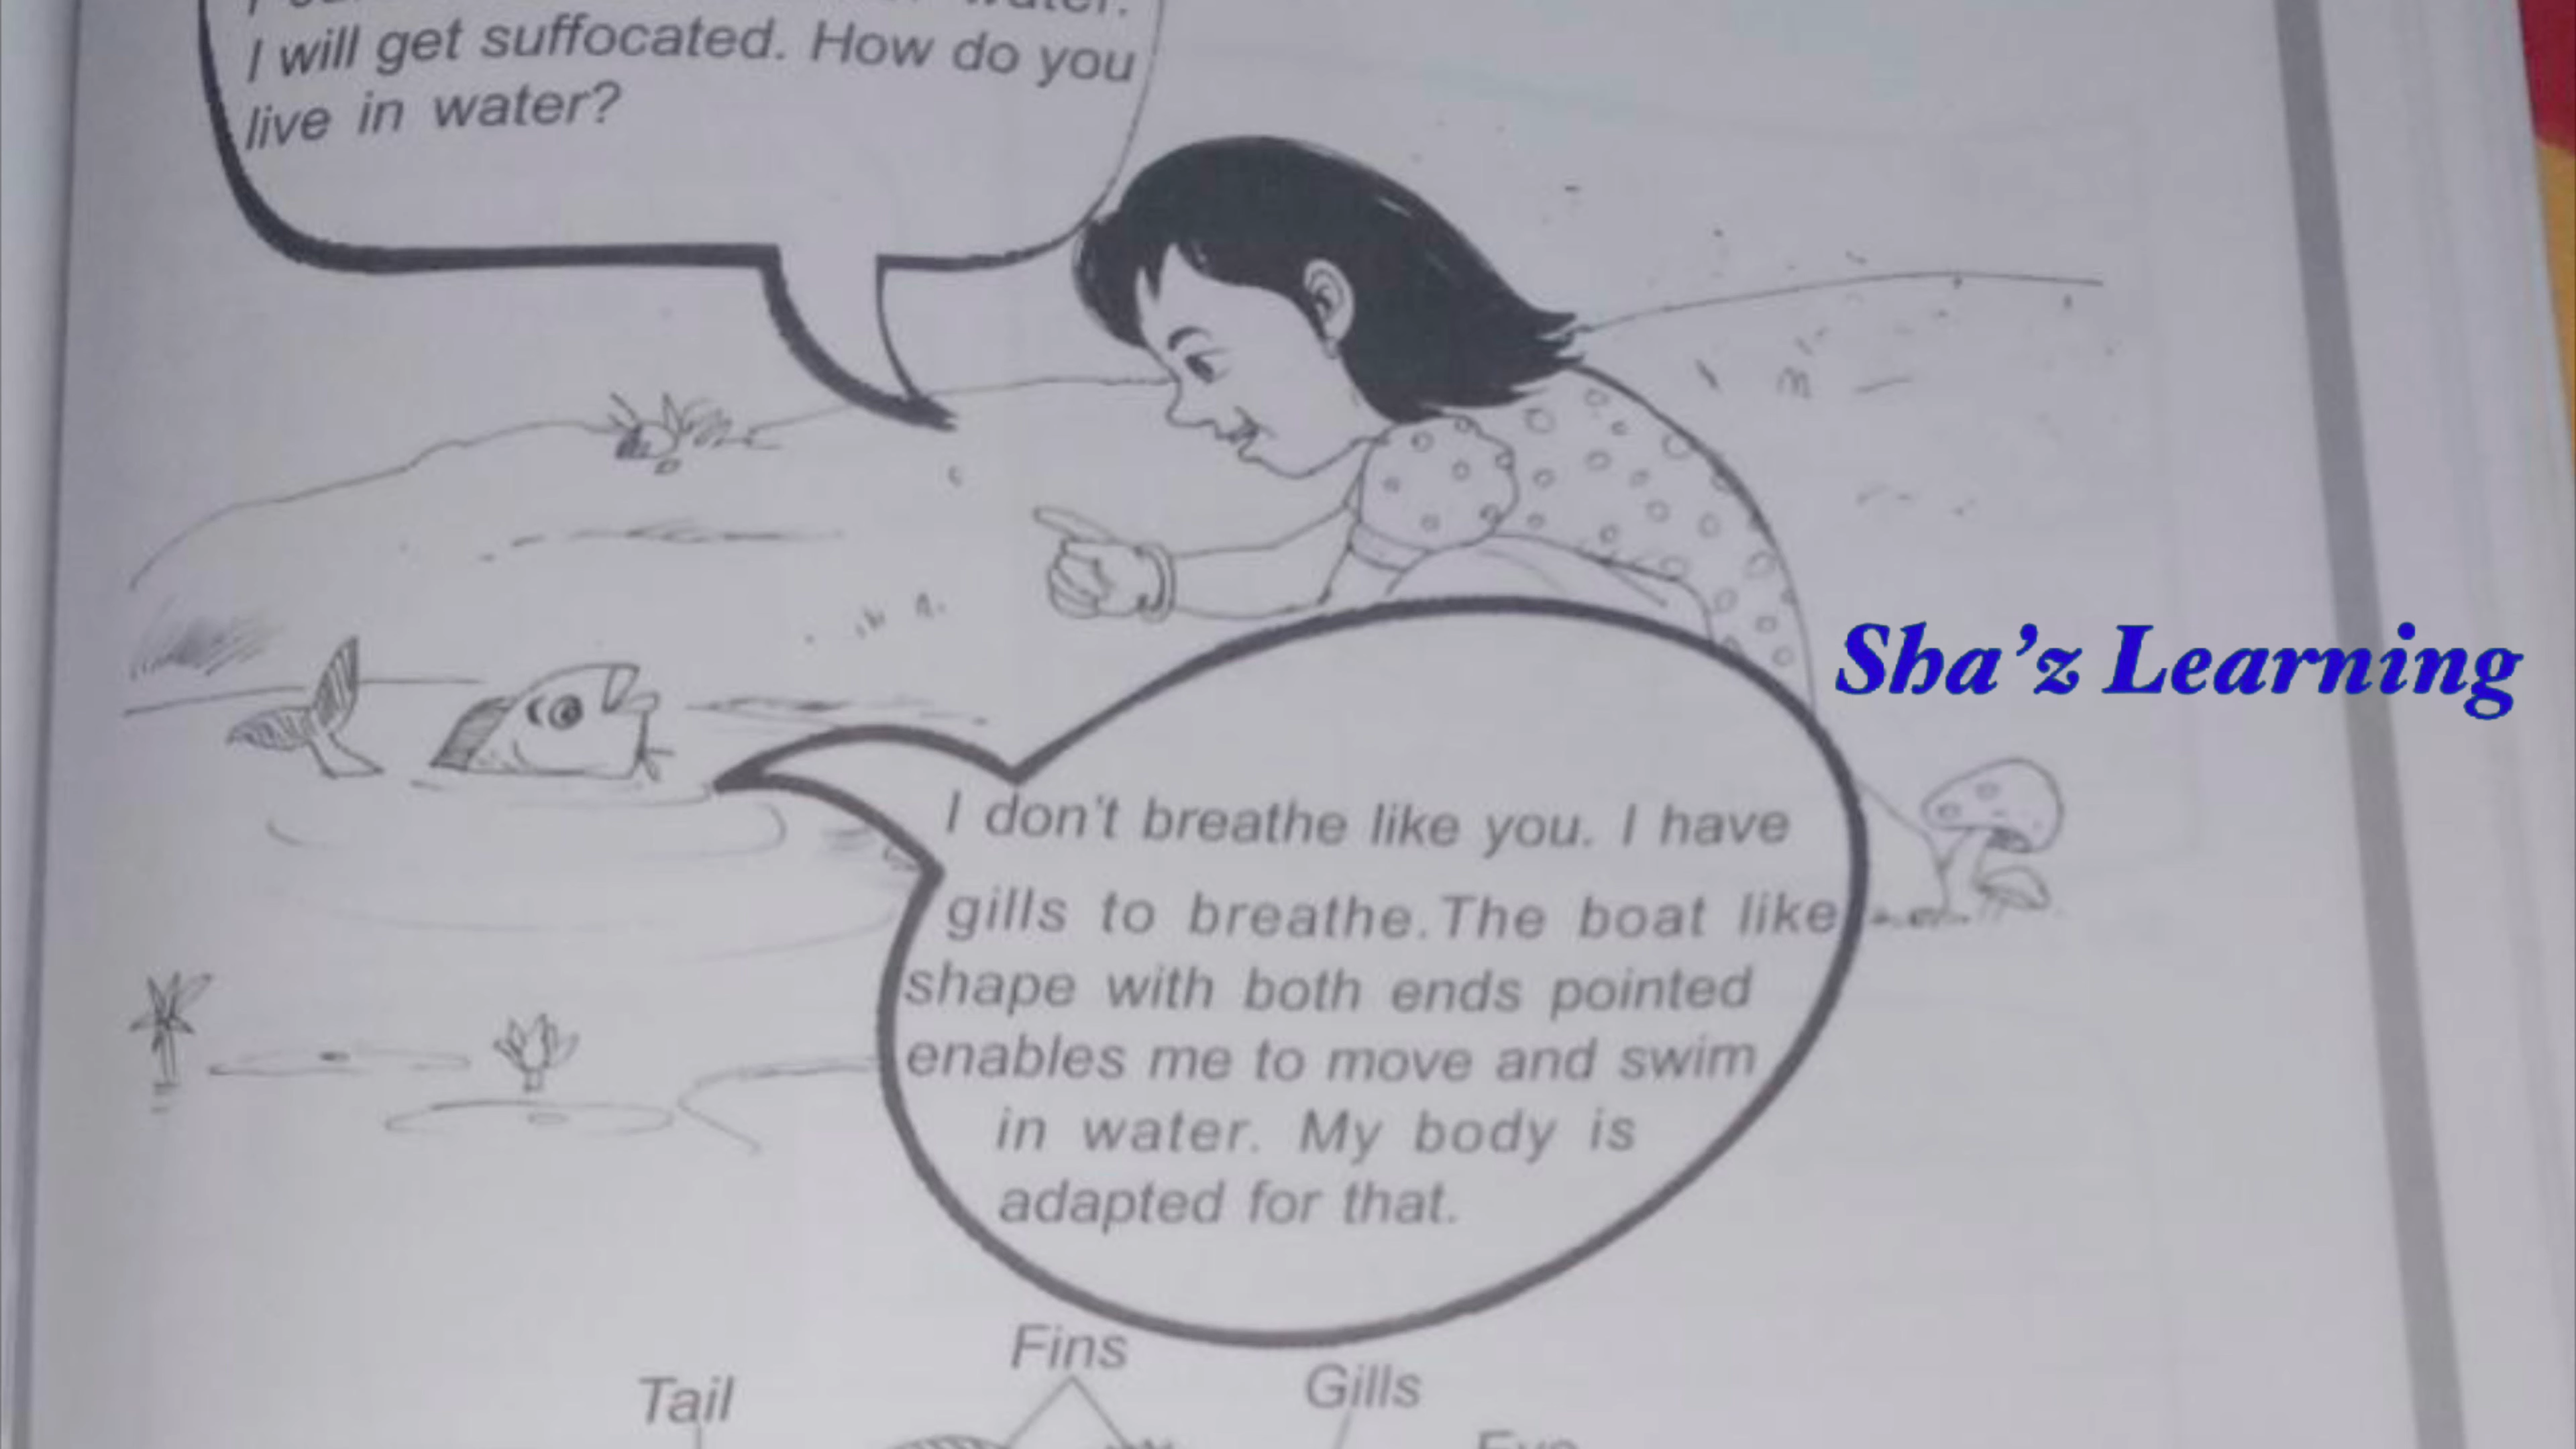 water.
I will get suffocated. How do you
live in water?
Sha'z Learning
I don't breathe like you. I have
gills to breathe.The boat like
shape with both ends pointed
enables me to move and swim
in water. My body is
adapted for that.
Fins
Tail
Gills